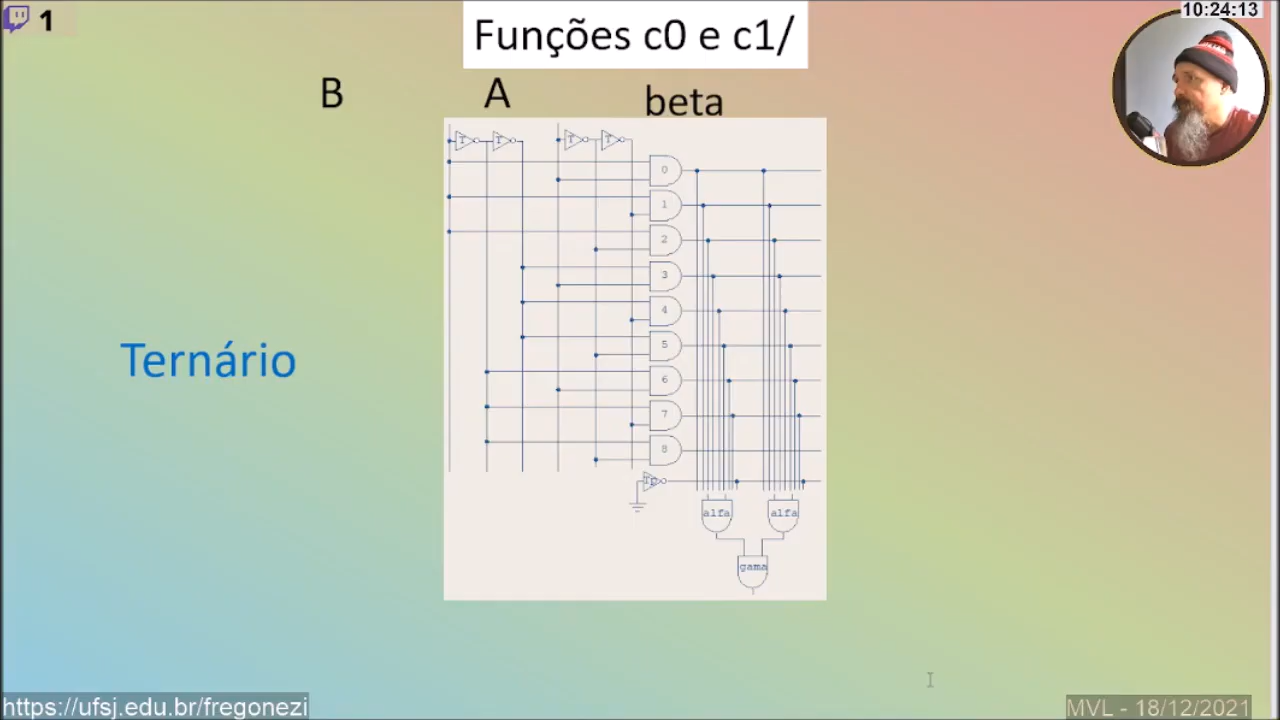 1
10:24:13
Funções c0 e c1/
B
A
beta
T
T
T
T
0
1
2
3
4
5
6
7
8
Ternário
alfa
alfa
gama
https://ufsj.edu.br/fregonezi
MVL - 18/12/2021